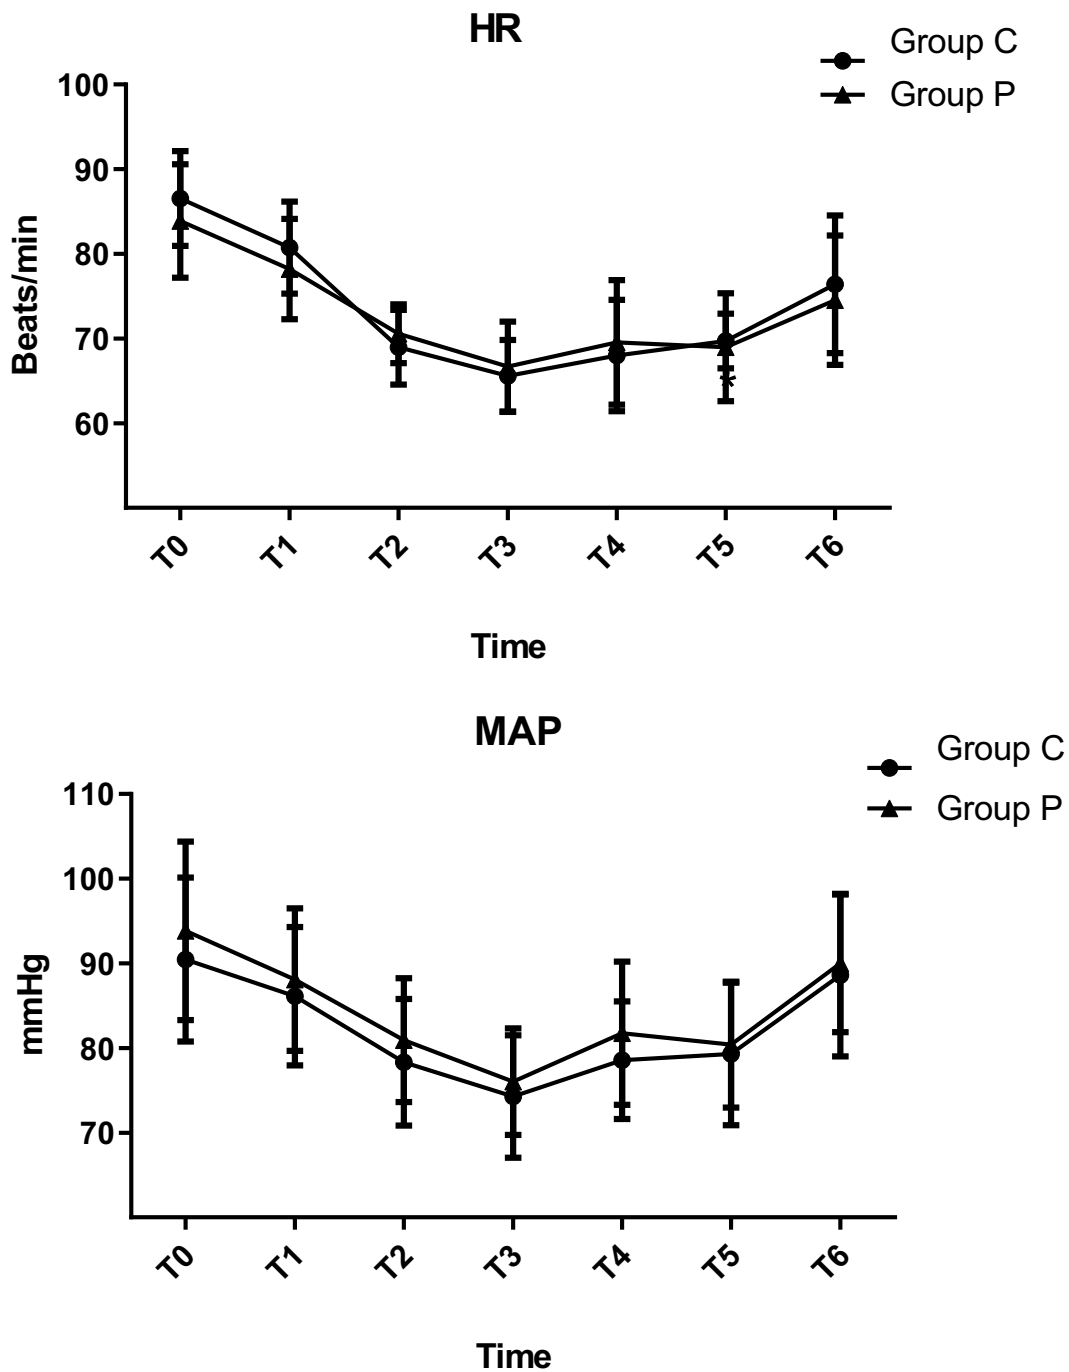 HR
Group C
Group P
100
90
80
70
60
Beats/min
T0 T1 T2 T3 T4 T5 T6
*
Time
MAP
Group C
Group P
110
100
90
80
70
mmHg
T0 T1 T2 T3 T4 T5 T6
Time